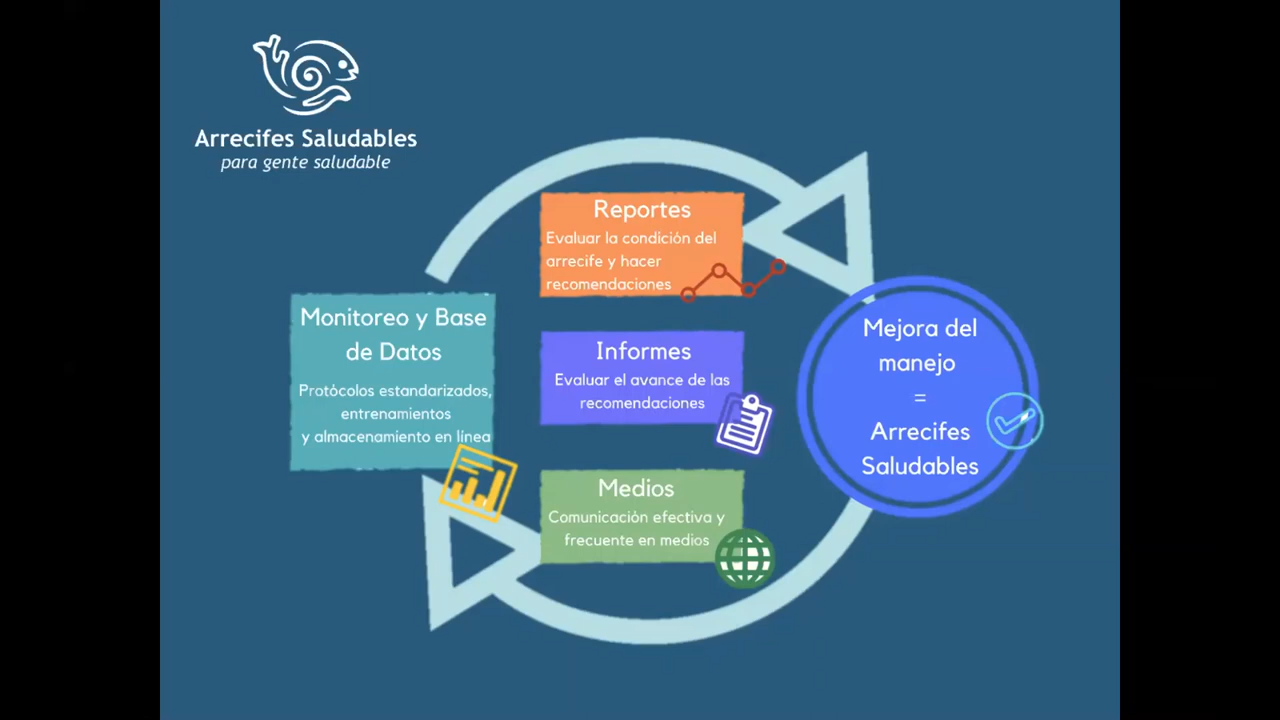 Arrecifes Saludables
para gente saludable
Reportes
Evaluar la condición del
arrecife y hacer
recomendaciones
Monitoreo y Base
de Datos
Protocolos estandarizados,
entrenamientos
y almacenamiento en línea
Informes
Evaluar el avance de las
recomendaciones
Medios
Comunicación efectiva y
frecuente en medios
Mejora del
manejo
=
Arrecifes
Saludables